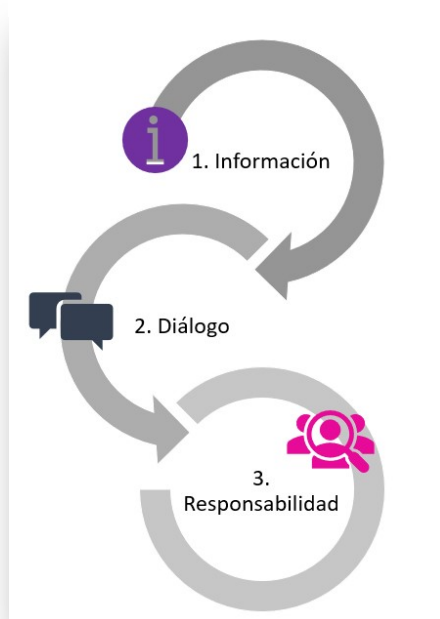 1. Información
2. Diálogo
3.
Responsabilidad